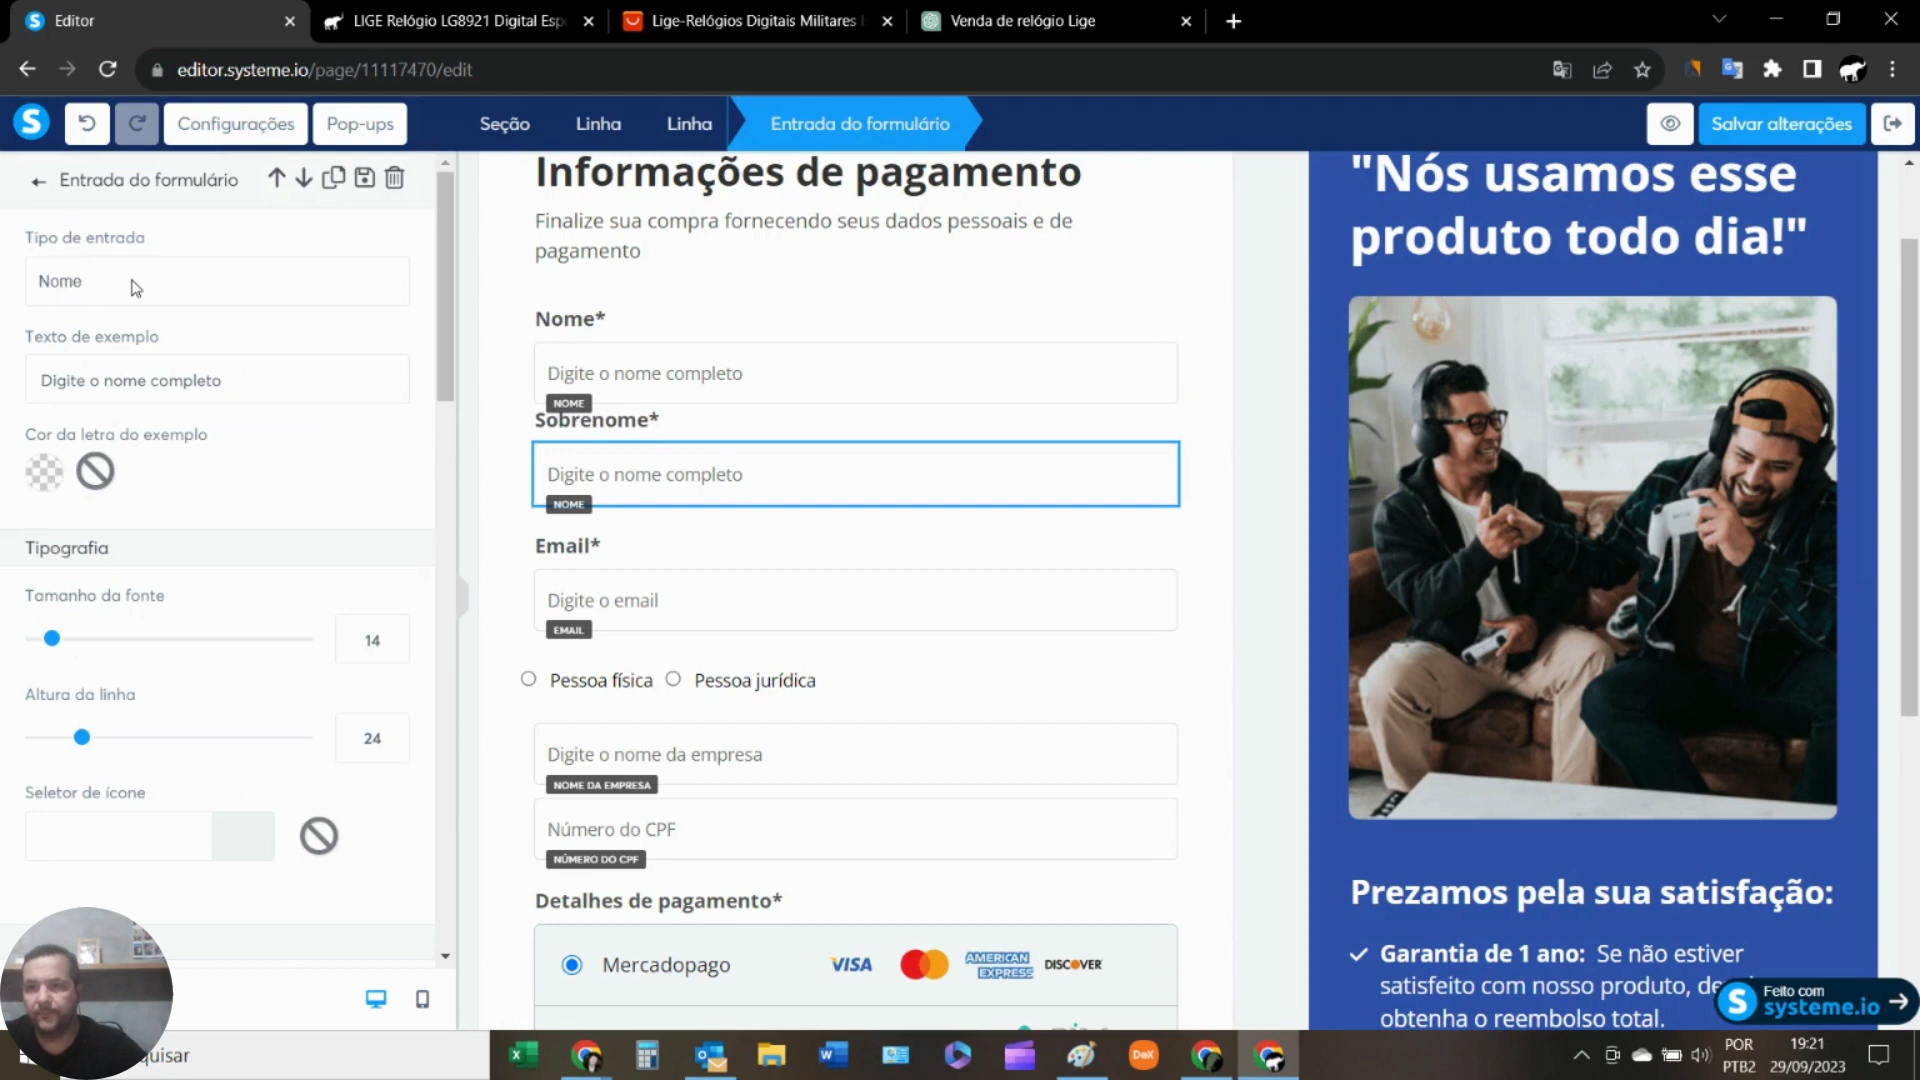 Editor
LIGE Relógio LG8921 Digital Esp
Lige-Relógios Digitais Militares
Venda de relógio Lige
editor.systeme.io/page/11117470/edit
S
Configurações
Pop-ups
Seção
Linha
Linha
Entrada do formulário
Salvar alterações
Entrada do formulário
Tipo de entrada
Nome
Texto de exemplo
Digite o nome completo
Cor da letra do exemplo
Tipografia
Tamanho da fonte
14
Altura da linha
24
Seletor de ícone
Informações de pagamento
Finalize sua compra fornecendo seus dados pessoais e de
pagamento
Nome*
Digite o nome completo
NOME
Sobrenome*
Digite o nome completo
NOME
Email*
Digite o email
EMAIL
Pessoa física
Pessoa jurídica
Digite o nome da empresa
NOME DA EMPRESA
Número do CPF
NÚMERO DO CPF
Detalhes de pagamento*
Mercadopago
VISA
AMERICAN
EXPRESS
DISCOVER
"Nós usamos esse
produto todo dia!"
Prezamos pela sua satisfação:
Garantia de 1 ano: Se não estiver
satisfeito com nosso produto, de
obtenha o reembolso total.
Feito com
systeme.io
quisar
DeX
POR
PTB2
19:21
29/09/2023